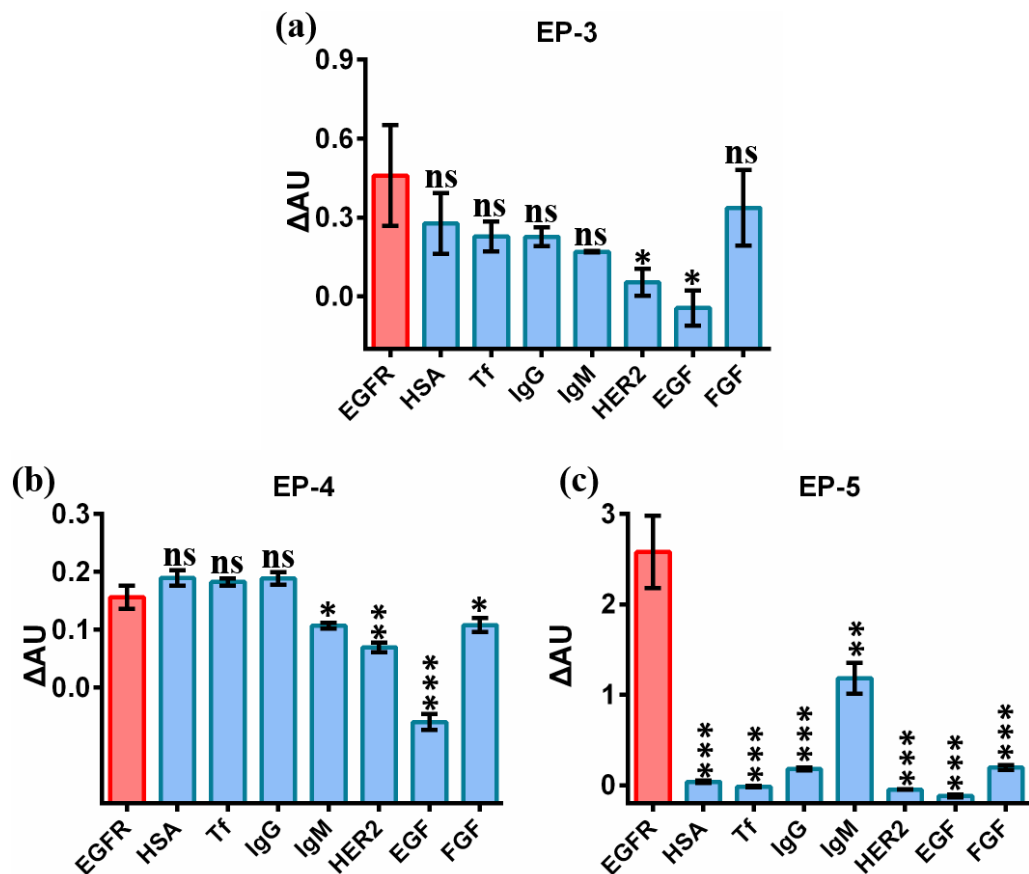 (a)
EP-3
ΔAU
0.9
0.6
0.3
0.0
ns
ns
ns
ns
*
*
ns
EGFR
HSA
Tf
IgG
IgM
HER2
EGF
FGF
(b)
EP-4
ΔAU
0.3
0.2
0.1
0.0
ns
ns
ns
*
**
***
*
EGFR
HSA
Tf
IgG
IgM
HER2
EGF
FGF
(c)
EP-5
ΔAU
3
2
1
0
***
***
***
**
***
***
***
EGFR
HSA
Tf
IgG
IgM
HER2
EGF
FGF